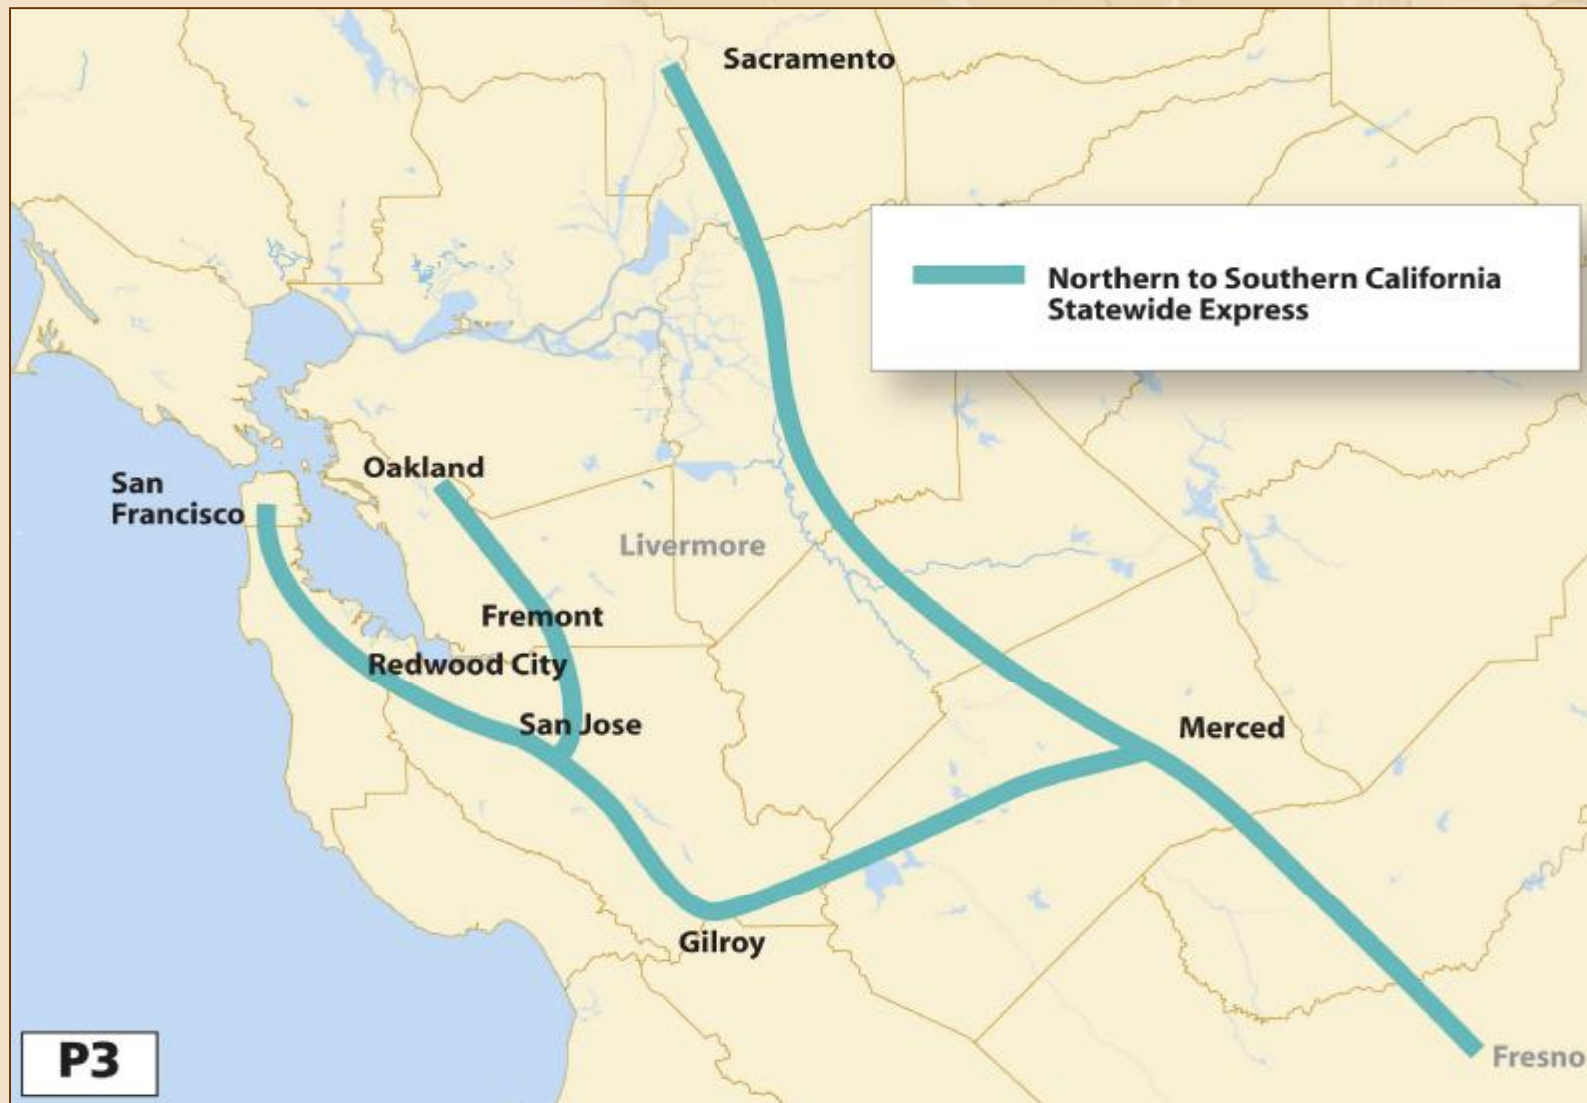 Sacramento
Northern to Southern California
Statewide Express
Oakland
San
Francisco
Livermore
Fremont
Redwood City
San Jose
Merced
Gilroy
P3
Fresno